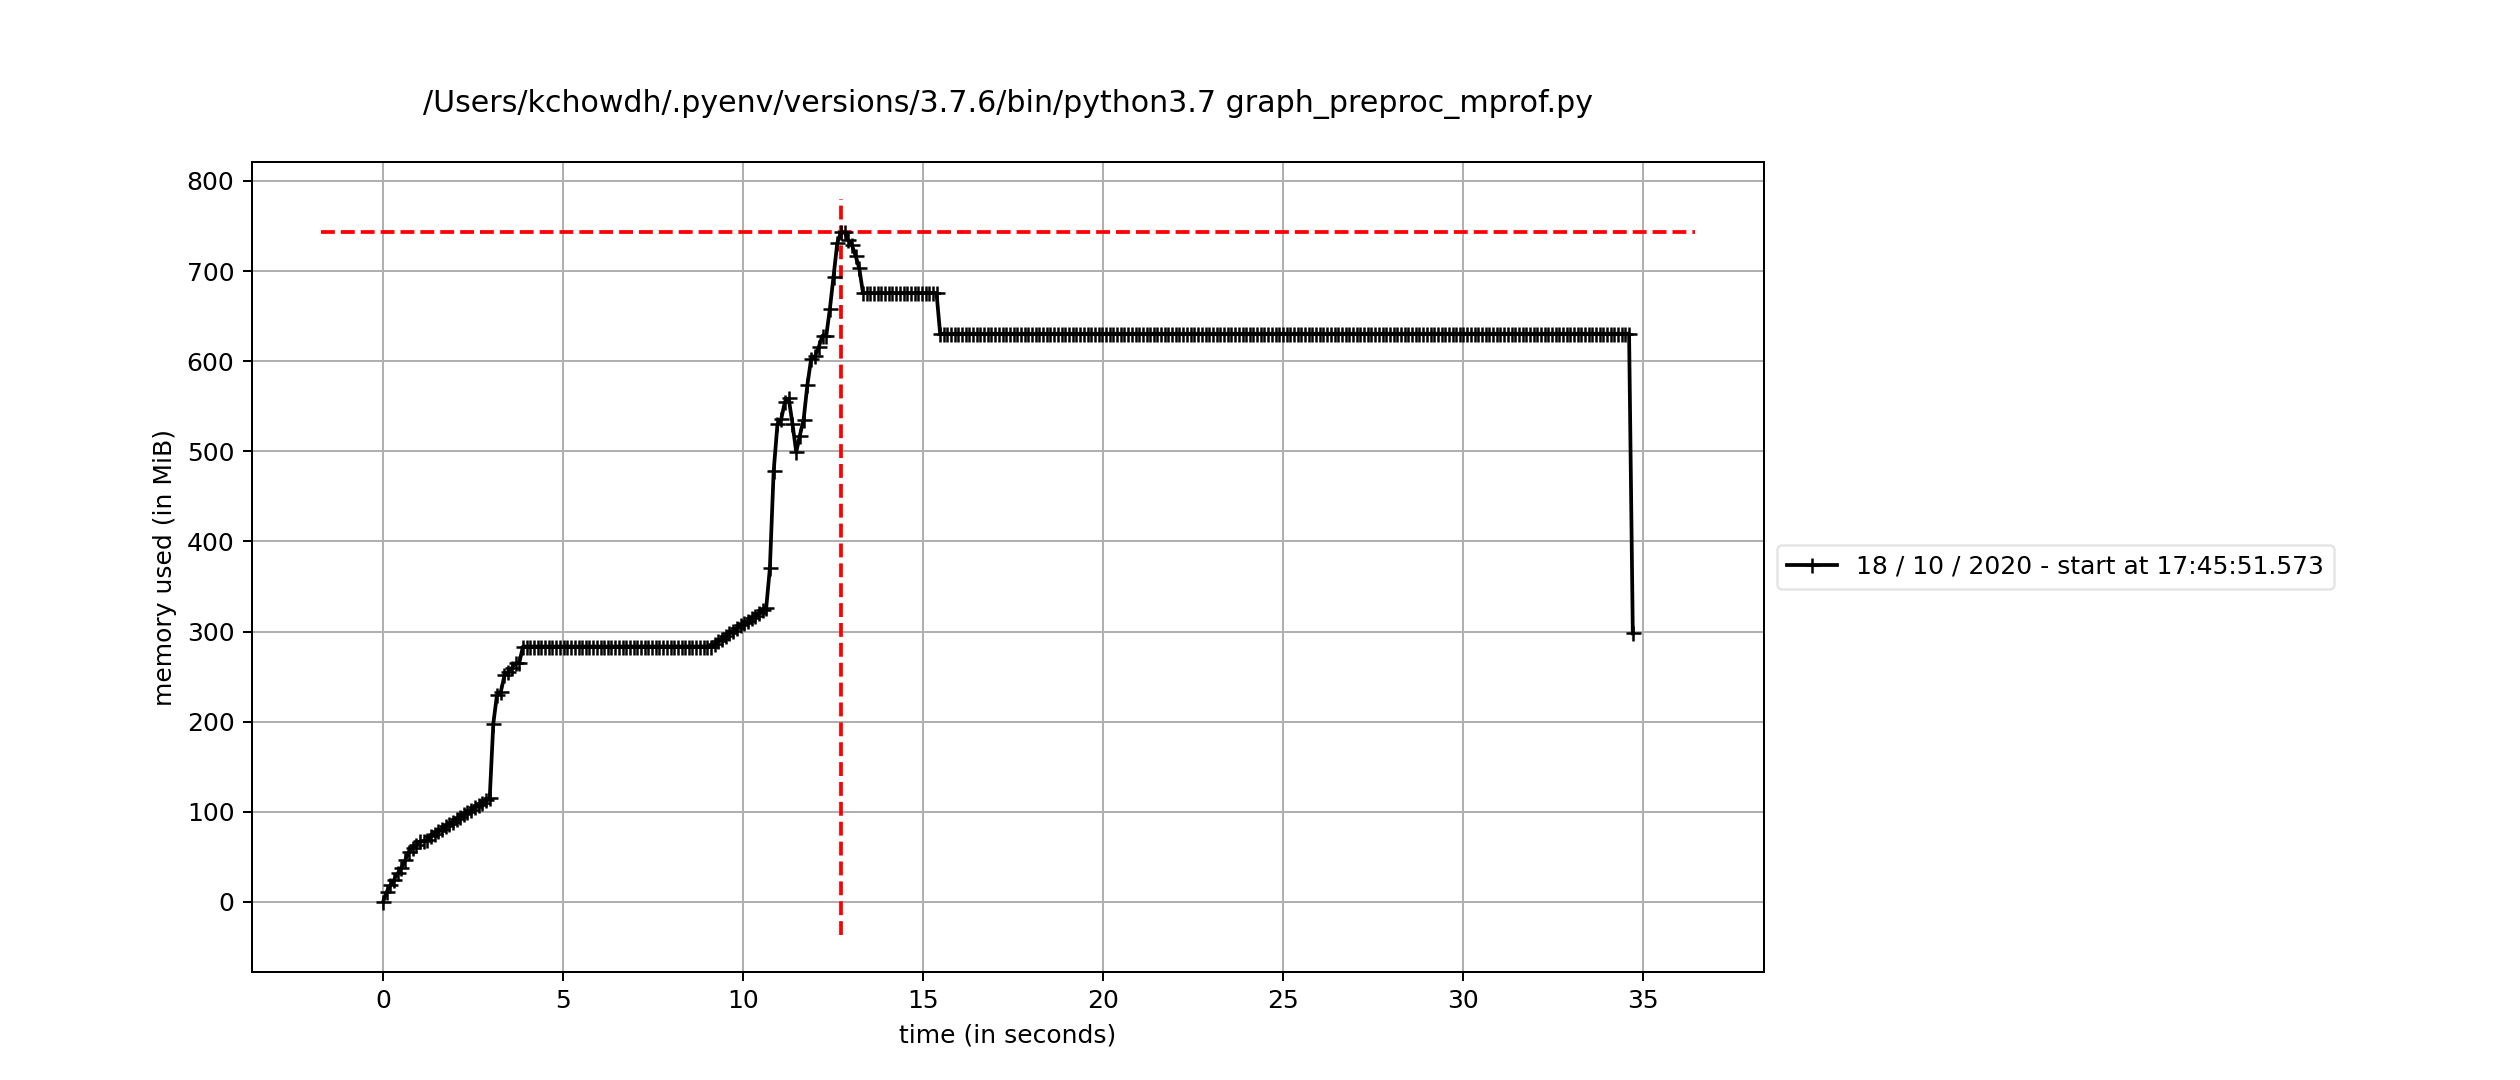 /Users/kchowdh/.pyenv/versions/3.7.6/bin/python3.7 graph_preproc_mprof.py
800
700
600
500
400
300
200
100
0
memory used (in MiB)
0 5 10 15 20 25 30 35
time (in seconds)
18 / 10 / 2020 - start at 17:45:51.573